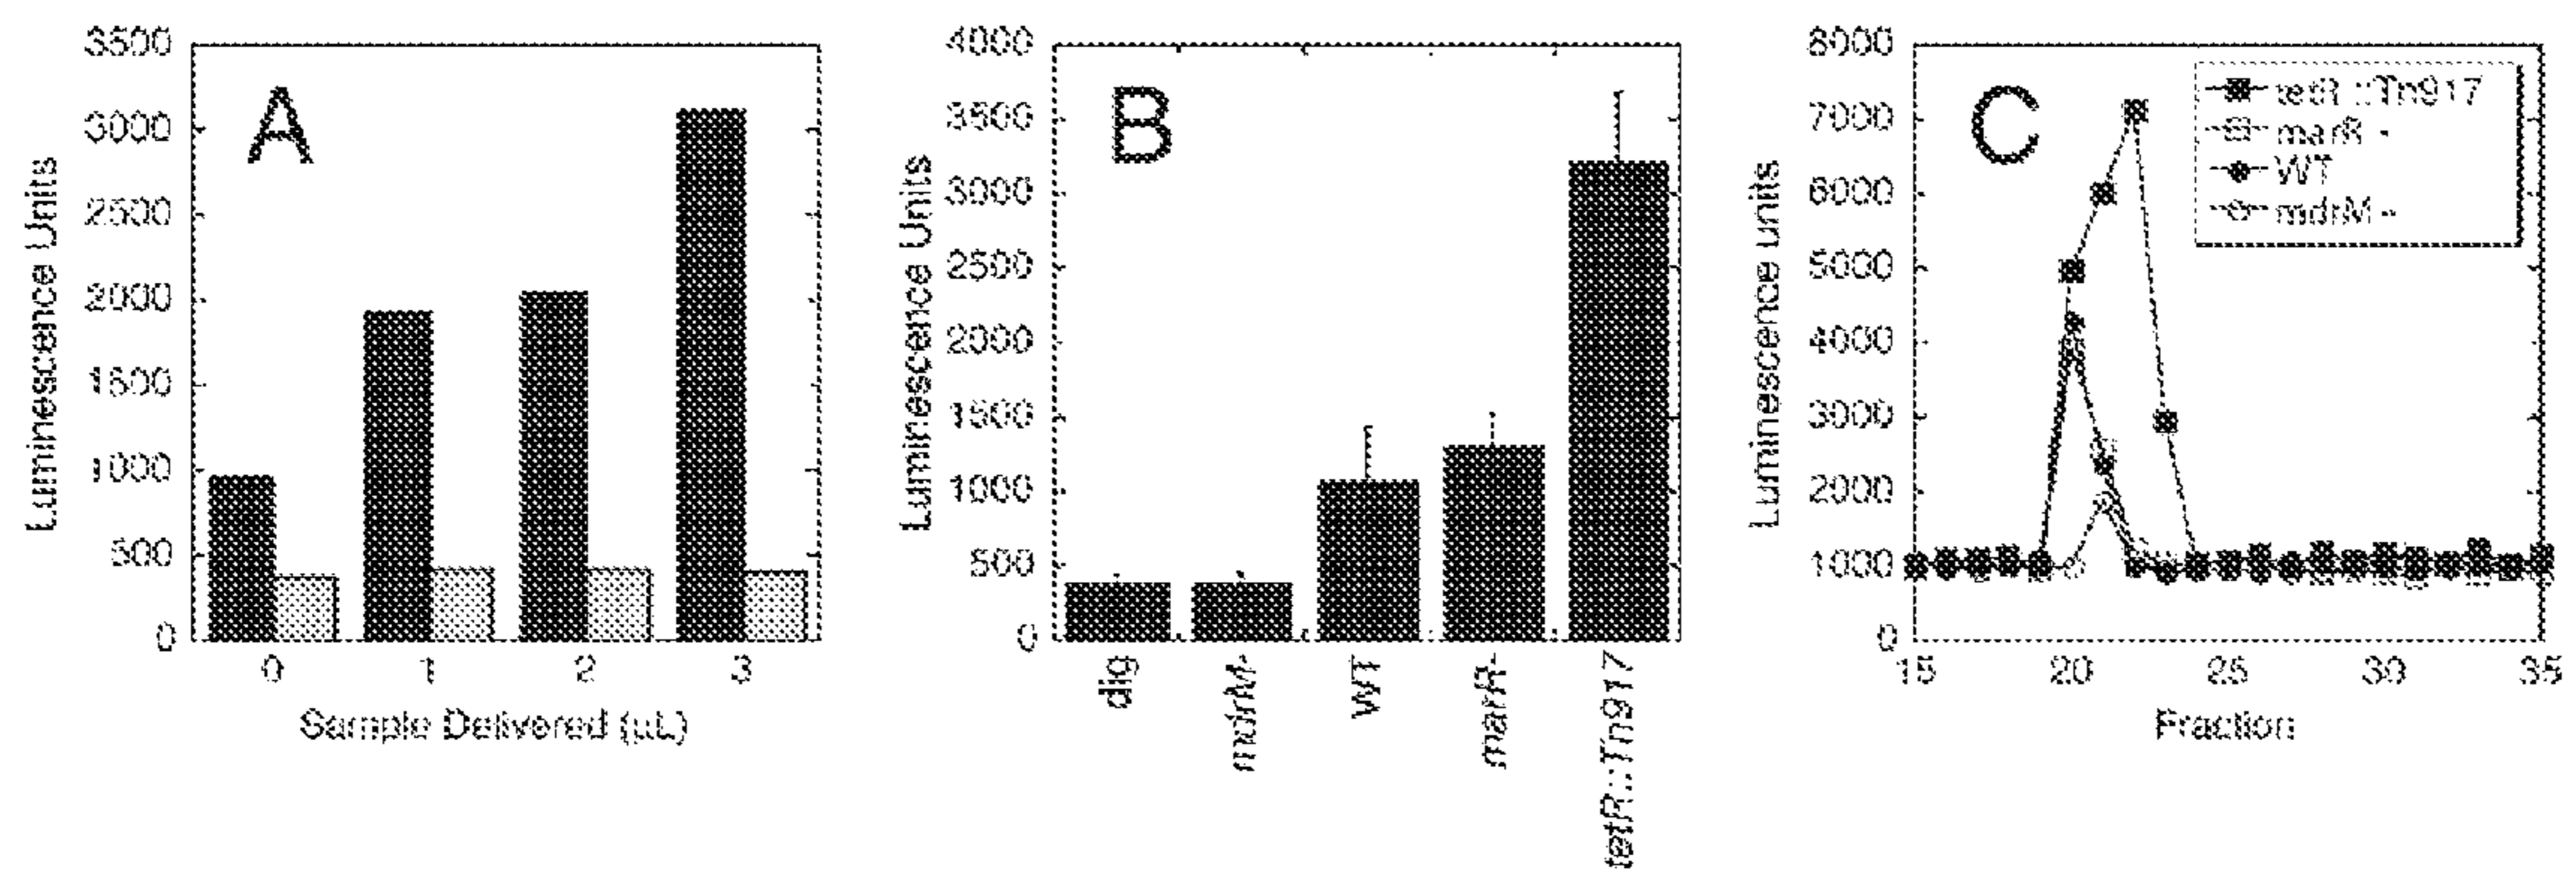 A
Luminescence Units
3500
3000
2500
2000
1500
1000
500
0
0 1 2 3
Sample Delivered (µL)
B
Luminescence Units
4000
3500
3000
2500
2000
1500
1000
500
0
dig
mdrM-
WT
marR-
tetR::Tn917
C
Luminescence units
8000
7000
6000
5000
4000
3000
2000
1000
0
15 20 25 30 35
Fraction
tetR::Tn917
marR -
WT
mdrM -